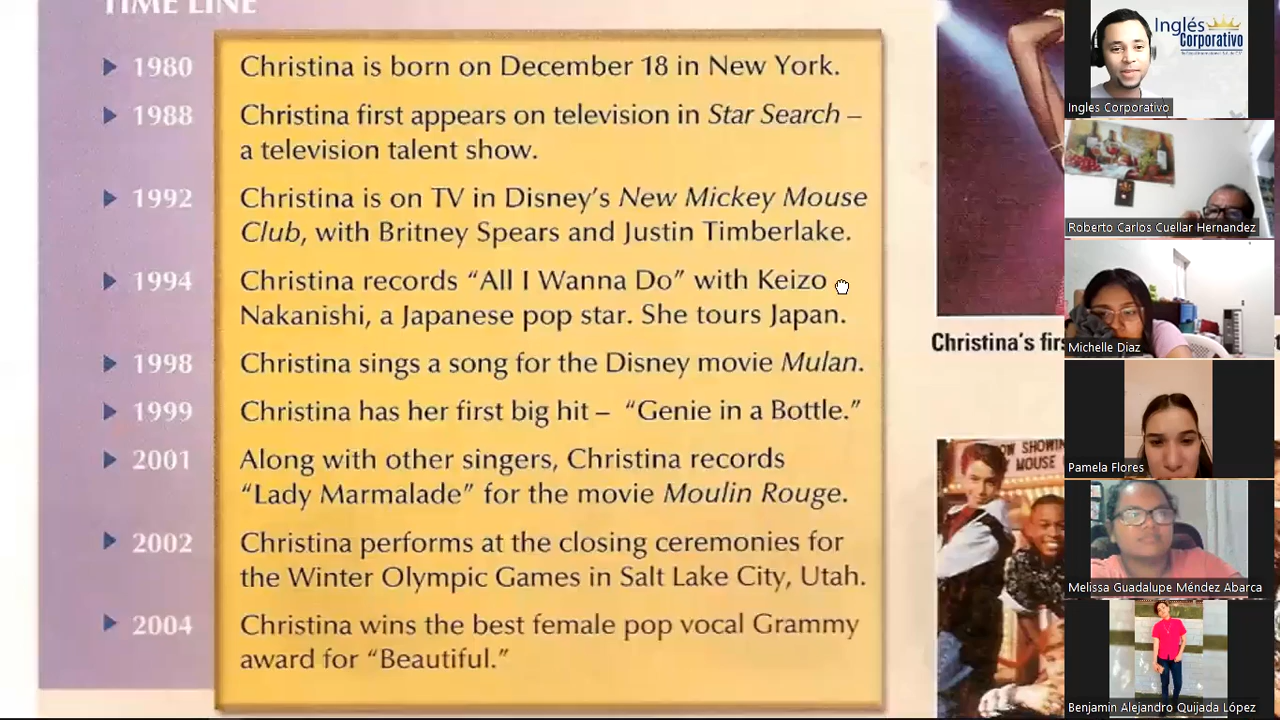 TIME LINE
1980 Christina is born on December 18 in New York.
1988 Christina first appears on television in Star Search –
a television talent show.
1992 Christina is on TV in Disney's New Mickey Mouse
Club, with Britney Spears and Justin Timberlake.
1994 Christina records "All I Wanna Do" with Keizo
Nakanishi, a Japanese pop star. She tours Japan.
1998 Christina sings a song for the Disney movie Mulan.
1999 Christina has her first big hit – "Genie in a Bottle."
2001 Along with other singers, Christina records
"Lady Marmalade" for the movie Moulin Rouge.
2002 Christina performs at the closing ceremonies for
the Winter Olympic Games in Salt Lake City, Utah.
2004 Christina wins the best female pop vocal Grammy
award for "Beautiful."
Christina's
SHOWIN
MOUSE
Inglés
Corporativo
Ingles Corporativo
Roberto Carlos Cuellar Hernandez
Michelle Diaz
Pamela Flores
Melissa Guadalupe Méndez Abarca
Benjamin Alejandro Quijada López